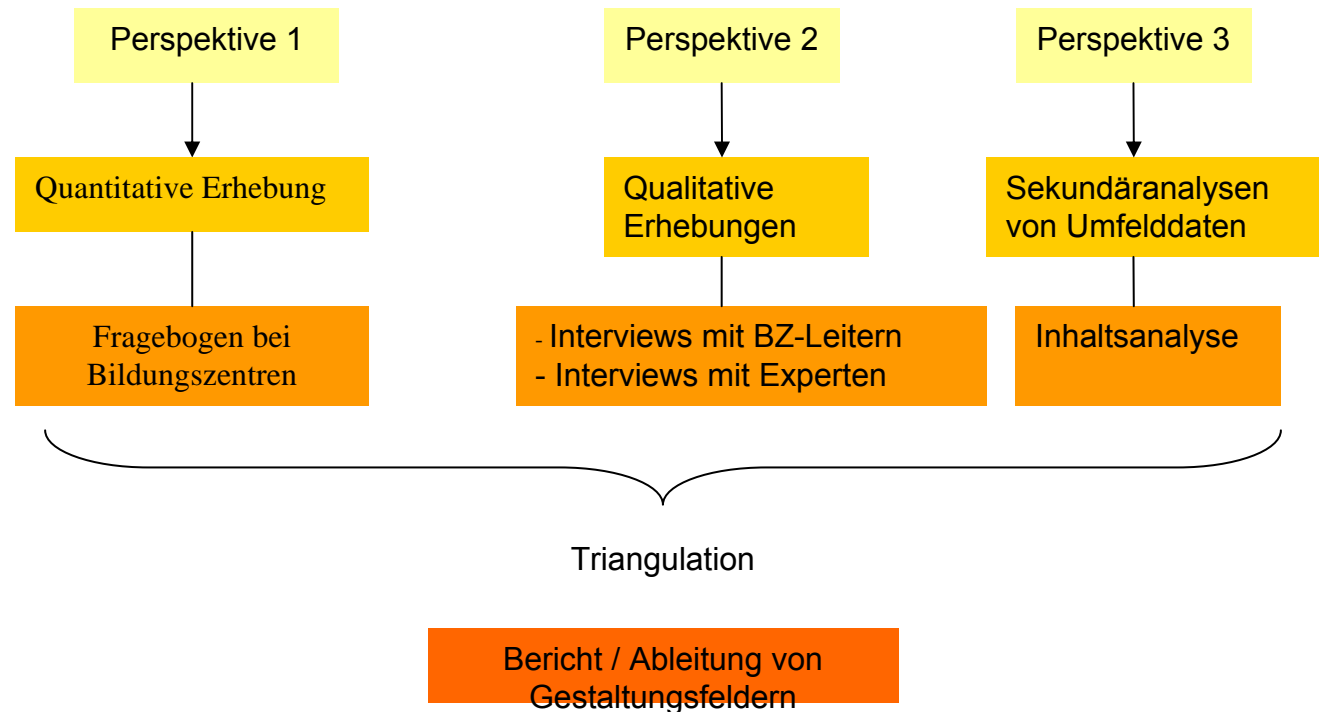 Perspektive 1
Perspektive 2
Perspektive 3
Quantitative Erhebung
Qualitative
Erhebungen
Sekundäranalysen
von Umfelddaten
Fragebogen bei
Bildungszentren
- Interviews mit BZ-Leitern
- Interviews mit Experten
Inhaltsanalyse
Triangulation
Bericht / Ableitung von
Gestaltungsfeldern